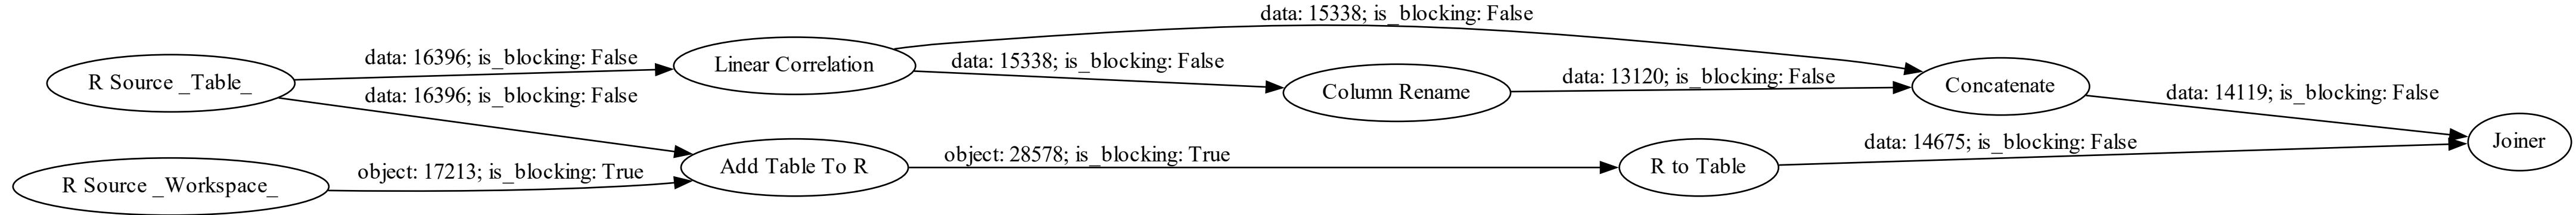 data: 15338; is_blocking: False
data: 16396; is_blocking: False
Linear Correlation
data: 15338; is_blocking: False
R Source _Table_
data: 16396; is_blocking: False
Column Rename
data: 13120; is_blocking: False
Concatenate
data: 14119; is_blocking: False
R Source _Workspace_
object: 17213; is_blocking: True
Add Table To R
object: 28578; is_blocking: True
R to Table
data: 14675; is_blocking: False
Joiner